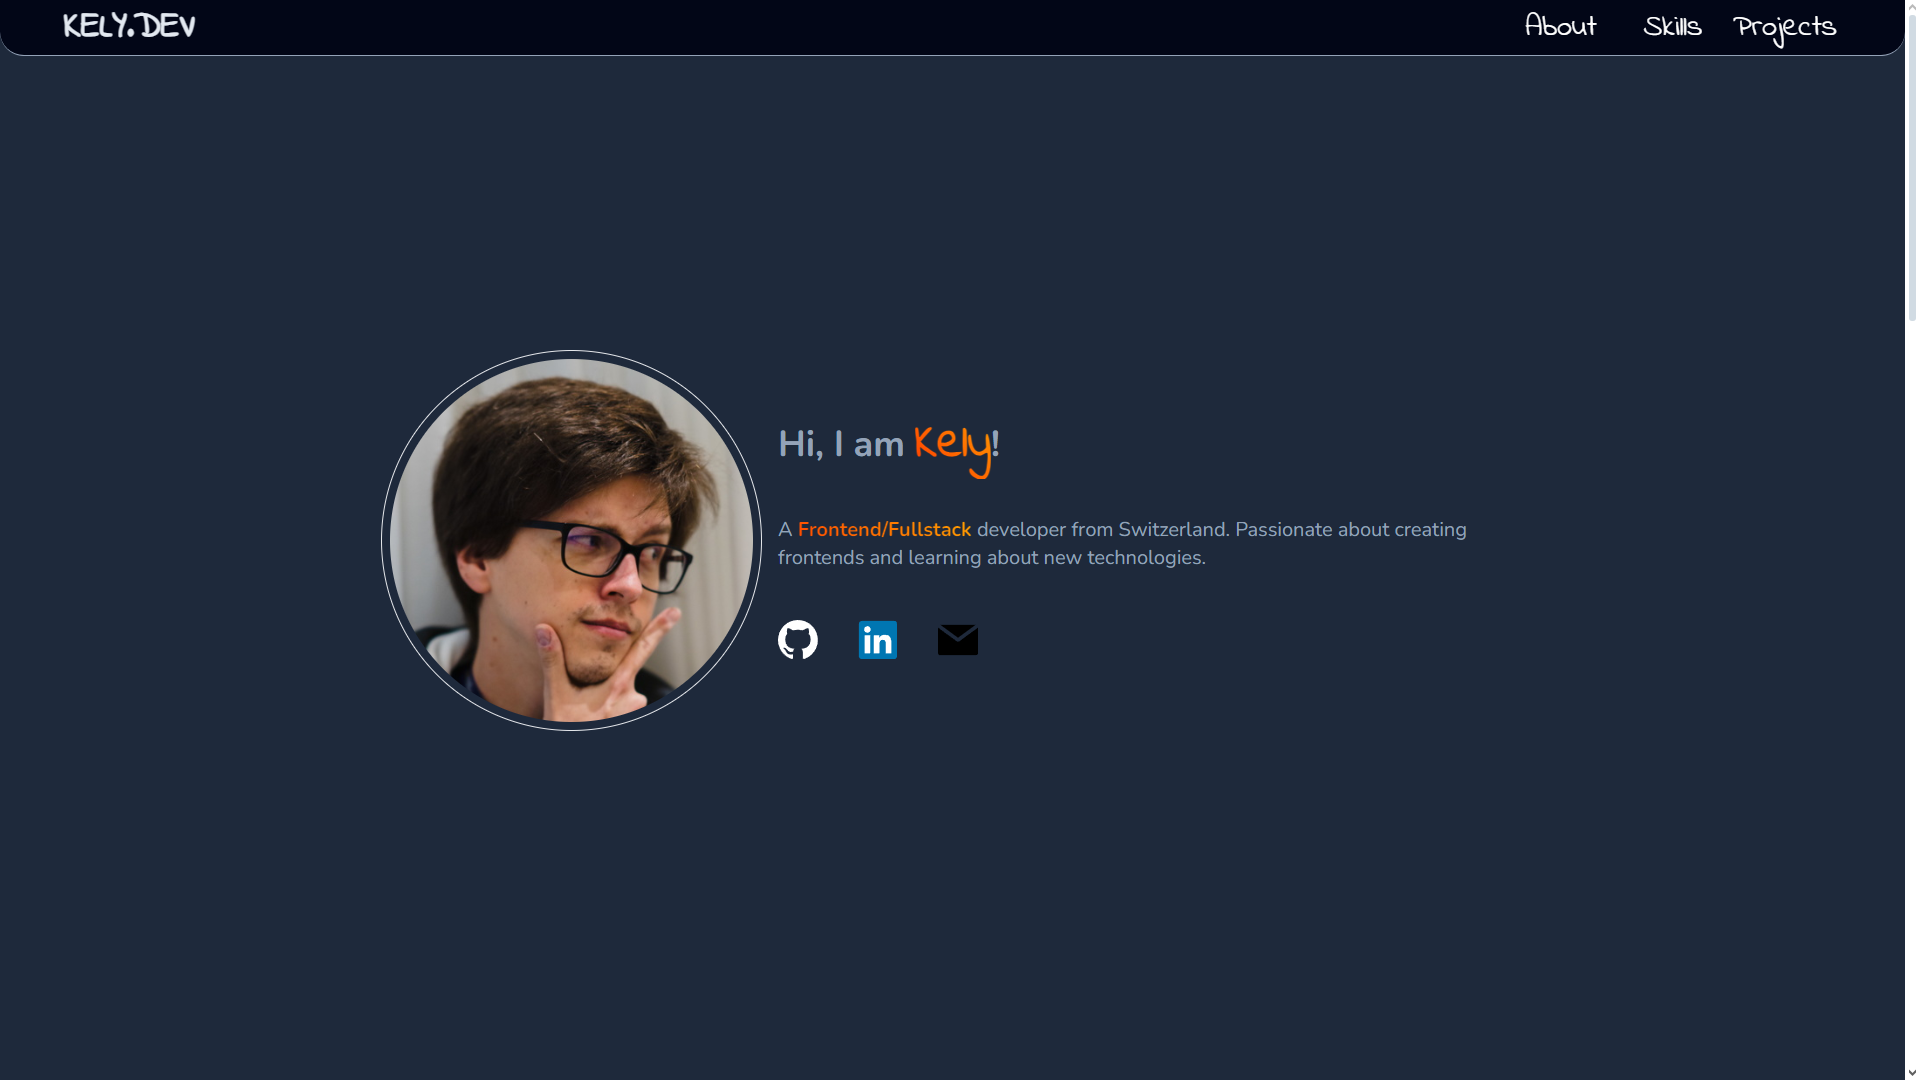 KELY.DEV
About Skills Projects
Hi, I am Kely!
A Frontend/Fullstack developer from Switzerland. Passionate about creating
frontends and learning about new technologies.
in